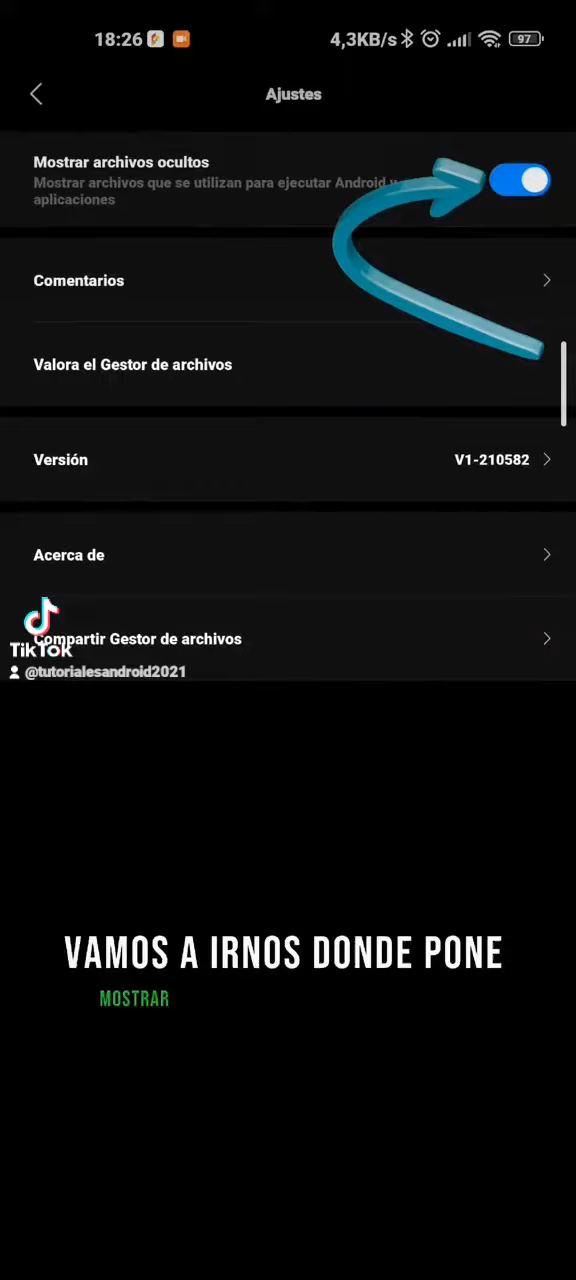 18:26 4,3KB/s 97
Ajustes
Mostrar archivos ocultos
Mostrar archivos que se utilizan para ejecutar Android y
aplicaciones
Comentarios
Valora el Gestor de archivos
Versión V1-210582
Acerca de
Compartir Gestor de archivos
TikTok
@tutorialesandroid2021
VAMOS A IRNOS DONDE PONE
MOSTRAR